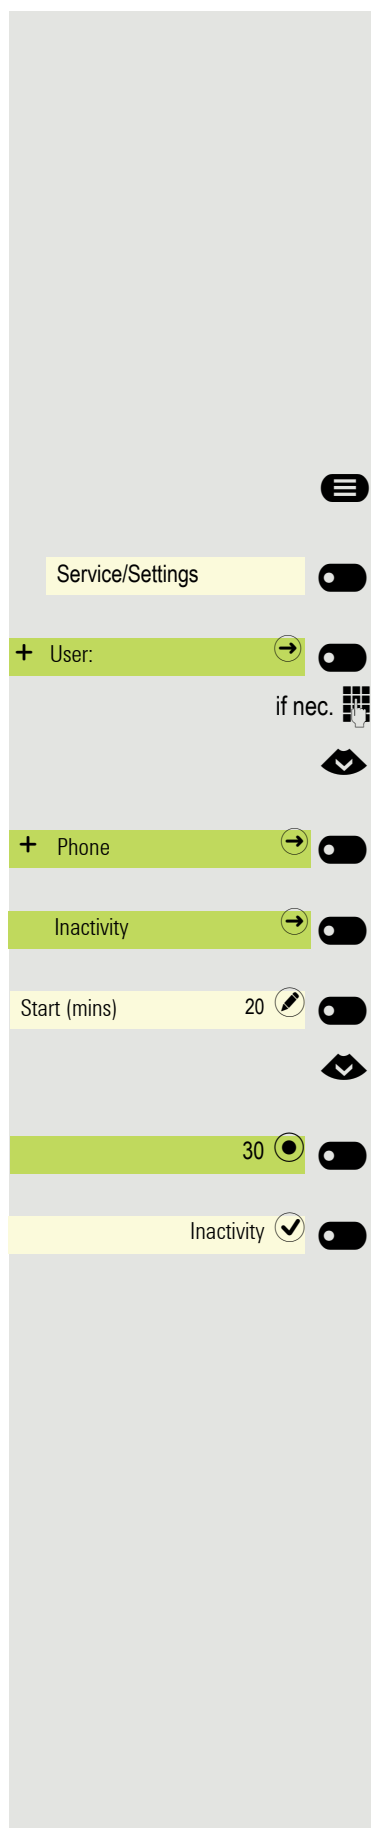 Service/Settings
+ User:
if nec.
+ Phone
Inactivity
Start (mins) 20
30
Inactivity